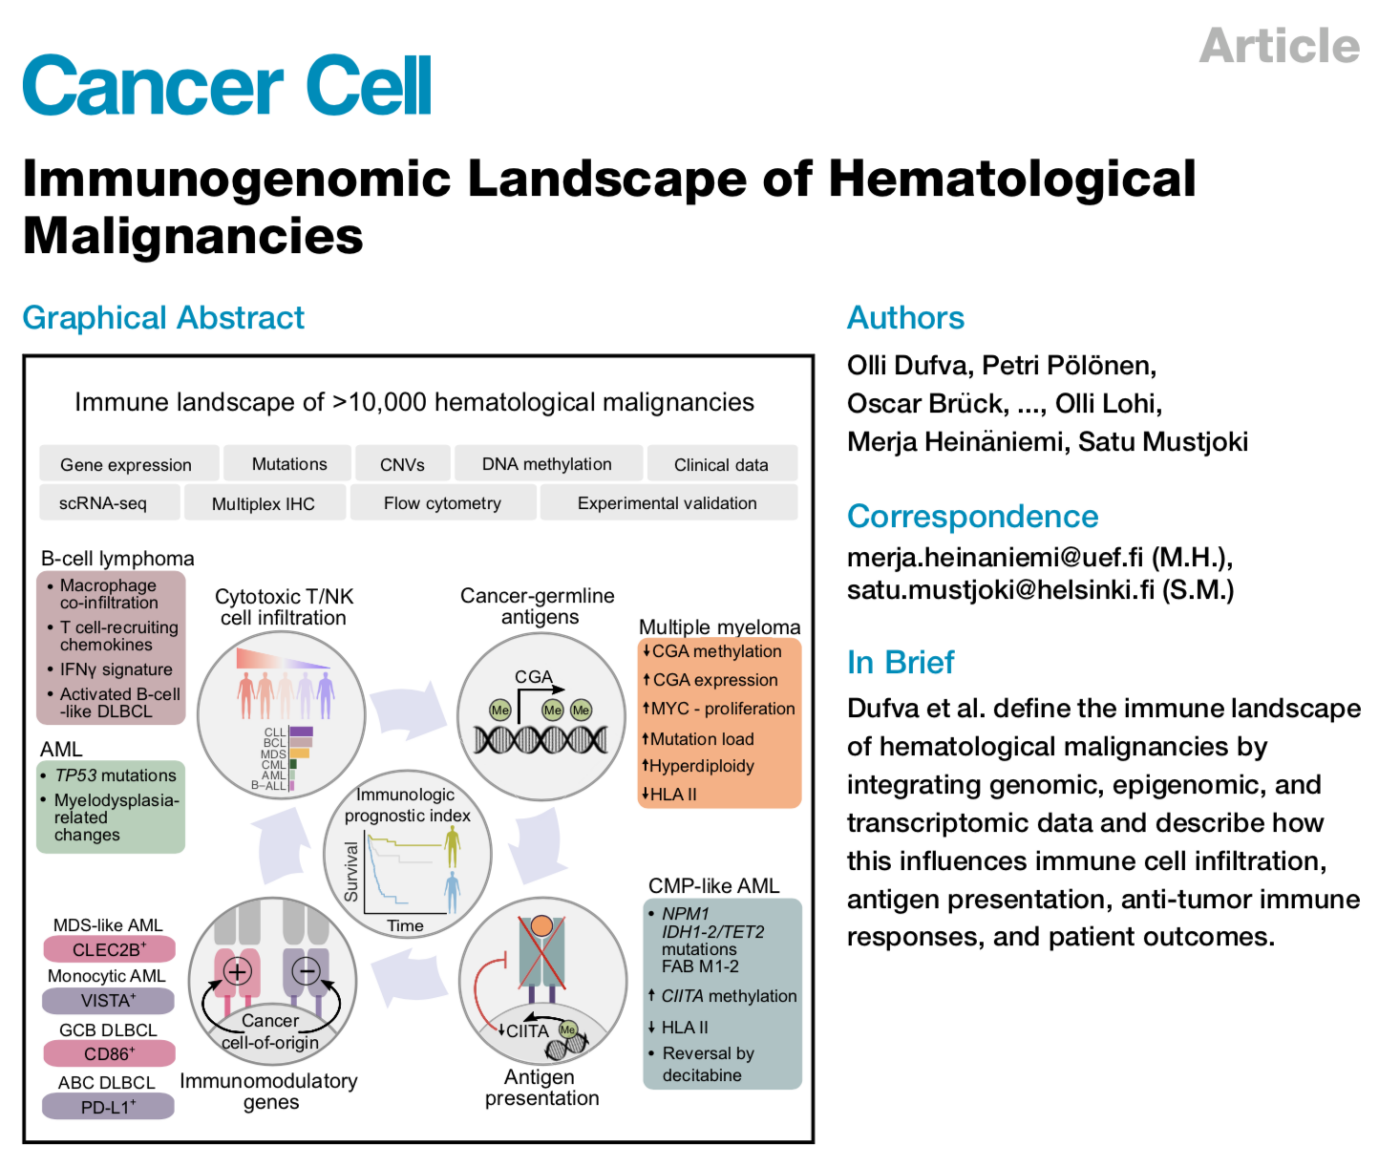 Article
Cancer Cell
Immunogenomic Landscape of Hematological
Malignancies
Graphical Abstract
Immune landscape of >10,000 hematological malignancies
Gene expression
Mutations
CNVs
DNA methylation
Clinical data
scRNA-seq
Multiplex IHC
Flow cytometry
Experimental validation
B-cell lymphoma
• Macrophage
co-infiltration
• T cell-recruiting
chemokines
• IFNγ signature
• Activated B-cell
-like DLBCL
AML
• TP53 mutations
• Myelodysplasia-
related
changes
Cytotoxic T/NK
cell infiltration
CLL
BCL
MDS
CML
AML
B-ALL
Cancer-germline
antigens
CGA
Me
Me
Me
Multiple myeloma
↓CGA methylation
↑CGA expression
↑MYC - proliferation
↑Mutation load
↑Hyperdiploidy
↓HLA II
Immunologic
prognostic index
Survival
Time
MDS-like AML
CLEC2B+
Monocytic AML
VISTA+
GCB DLBCL
CD86+
ABC DLBCL
PD-L1+
+
−
Cancer
cell-of-origin
Immunomodulatory
genes
↓CIITA
Me
Antigen
presentation
CMP-like AML
• NPM1
IDH1-2/TET2
mutations
FAB M1-2
↑ CIITA methylation
↓ HLA II
• Reversal by
decitabine
Authors
Olli Dufva, Petri Pölönen,
Oscar Brück, ..., Olli Lohi,
Merja Heinäniemi, Satu Mustjoki
Correspondence
merja.heinaniemi@uef.fi (M.H.),
satu.mustjoki@helsinki.fi (S.M.)
In Brief
Dufva et al. define the immune landscape
of hematological malignancies by
integrating genomic, epigenomic, and
transcriptomic data and describe how
this influences immune cell infiltration,
antigen presentation, anti-tumor immune
responses, and patient outcomes.